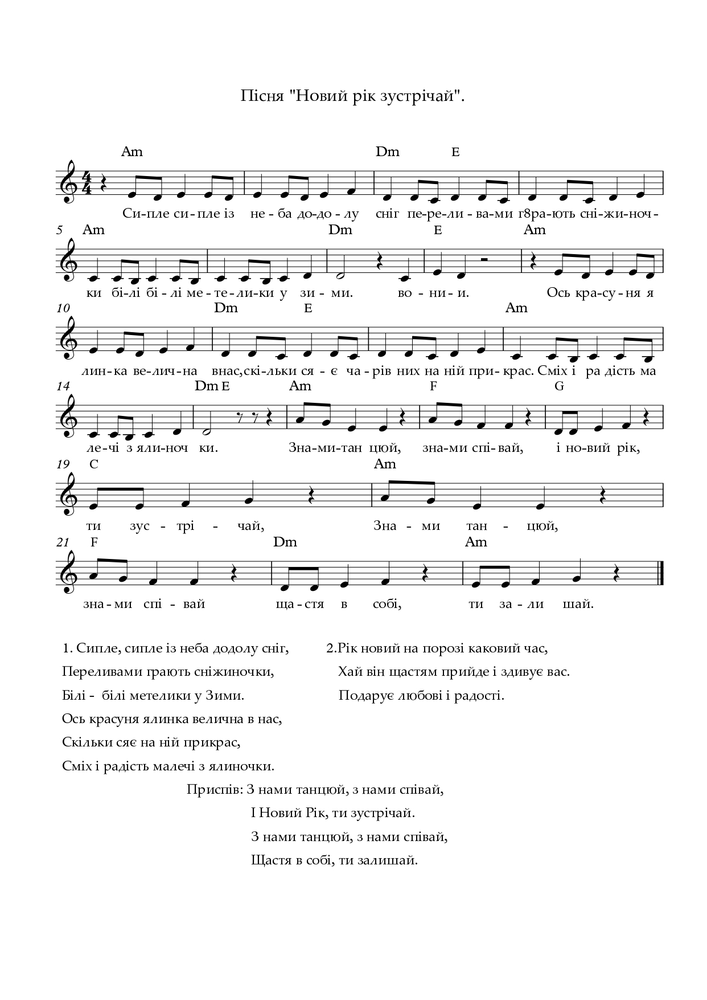 Пісня "Новий рік зустрічай".
Am Dm E
4
4
Си-пле си-пле із не-ба до-до-лу сніг пе-ре-ли-ва-ми г8ра-ють сні-жи-ноч-
5 Am Dm E Am
ки бі-лі бі-лі ме-те-ли-ки у зи-ми. во-ни-и. Ось кра-су-ня я
10 Dm E Am
лин-ка ве-лич-на внас,скі-льки ся-є ча-рів них на ній при-крас. Сміх і ра дість ма
14 Dm E Am F G
ле-чі з яли-ноч ки. Зна-ми-тан цюй, зна-ми спі-вай, і но-вий рік,
19 C Am
ти зус - трі - чай, Зна - ми тан - цюй,
21 F Dm Am
зна-ми спі - вай ща-стя в собі, ти за-ли шай.
1. Сипле, сипле із неба додолу сніг,
Переливами грають сніжиночки,
Білі - білі метелики у Зими.
Ось красуня ялинка велична в нас,
Скільки сяє на ній прикрас,
Сміх і радість малечі з ялиночки.
2.Рік новий на порозі каковий час,
Хай він щастям прийде і здивує вас.
Подарує любові і радості.
Приспів: З нами танцюй, з нами співай,
І Новий Рік, ти зустрічай.
З нами танцюй, з нами співай,
Щастя в собі, ти залишай.